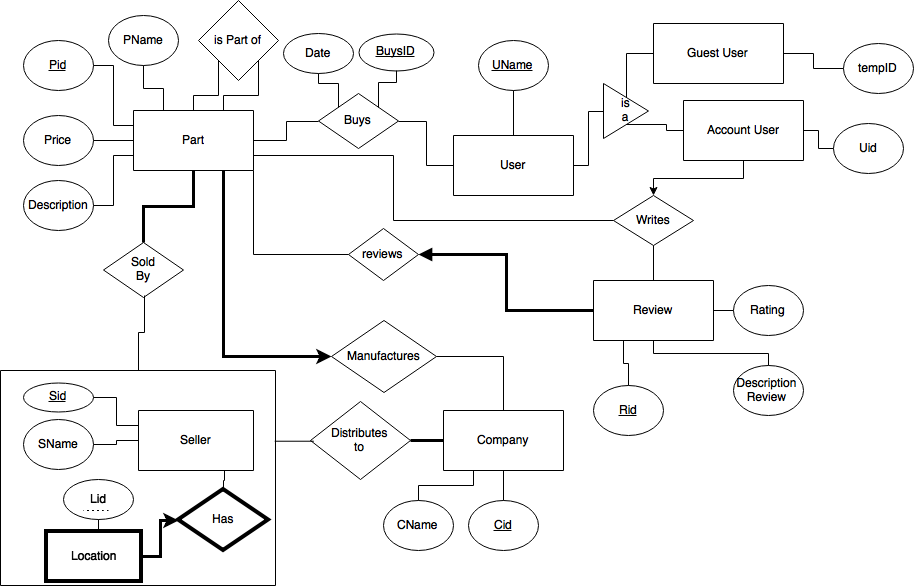 PName
is Part of
Date
BuysID
UName
Guest User
Pid
tempID
is
a
Price
Part
Buys
Account User
Uid
User
Description
Writes
Sold
By
reviews
Review
Rating
Manufactures
Description
Review
Rid
Sid
SName
Seller
Distributes
to
Company
Lid
Has
CName
Cid
Location